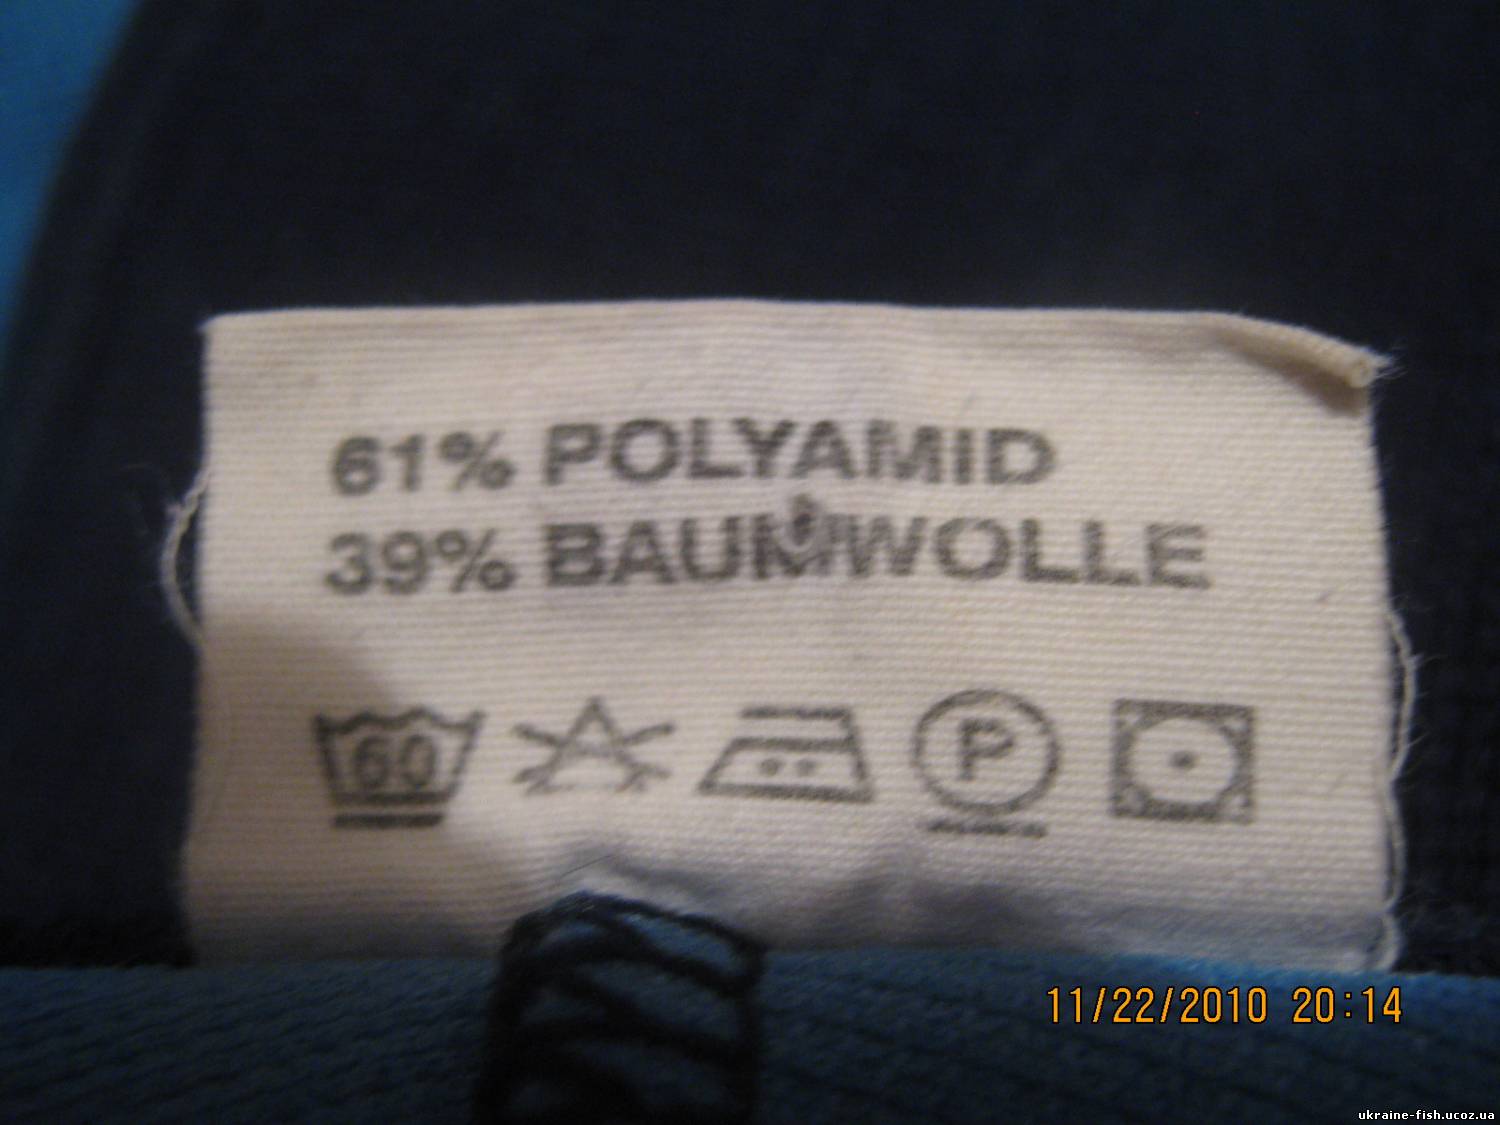 61% POLYAMID
39% BAUMWOLLE
60
P
11/22/2010 20:14
ukraine-fish.ucoz.ua